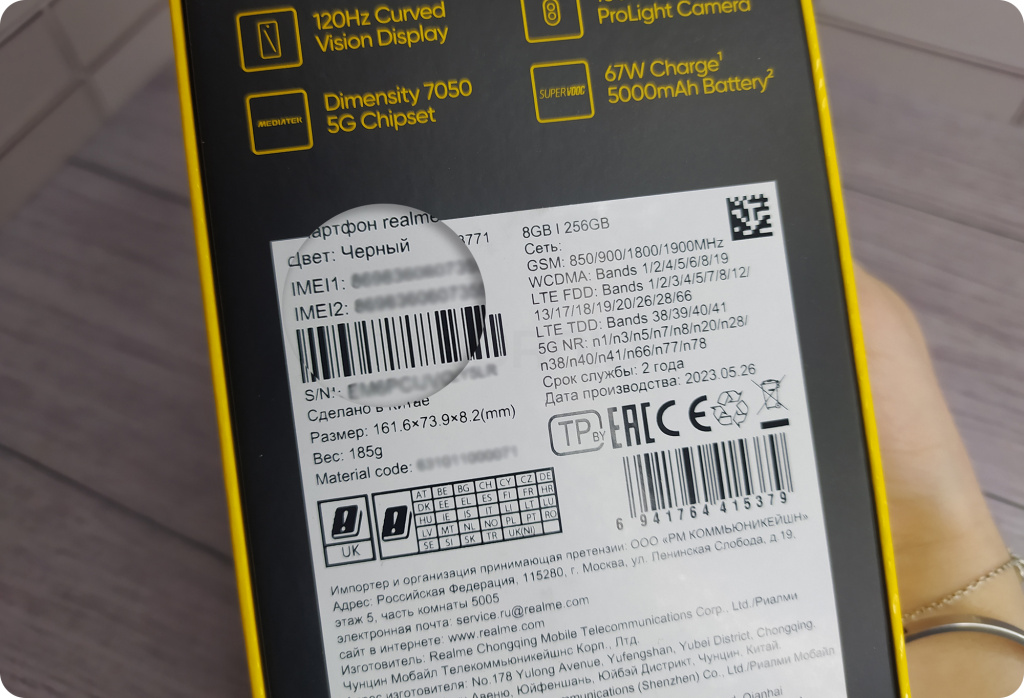 120Hz Curved
Vision Display
ProLight Camera
MEDIATEK
Dimensity 7050
5G Chipset
SUPERVOOC
67W Charge¹
5000mAh Battery²
артфон realme
3771
Цвет: Черный
IMEI1:
IMEI2:
S/N:
Сделано в Китае
Размер: 161.6×73.9×8.2(mm)
Вес: 185g
Material code:
8GB | 256GB
Сеть:
GSM: 850/900/1800/1900MHz
WCDMA: Bands 1/2/4/5/6/8/19
LTE FDD: Bands 1/2/3/4/5/7/8/12/
13/17/18/19/20/26/28/66
LTE TDD: Bands 38/39/40/41
5G NR: n1/n3/n5/n7/n8/n20/n28/
n38/n40/n41/n66/n77/n78
Срок службы: 2 года
Дата производства: 2023.05.26
TP BY EAC CE
6 941764 415379
UK
AT BE BG CH CY CZ DE
DK EE EL ES FI FR HR
HU IE IS IT LI LT LU
LV MT NL NO PL PT RO
SE SI SK TR UK(NI)
Импортер и организация принимающая претензии: ООО «РМ КОММЬЮНИКЕЙШН»
Адрес: Российская Федерация, 115280, г. Москва, ул. Ленинская Слобода, д 19,
этаж 5, часть комнаты 5005
электронная почта: service.ru@realme.com
сайт в интернете: www.realme.com
Изготовитель: Realme Chongqing Mobile Telecommunications Corp., Ltd./Риалми
Чунцин Мобайл Телекоммьюникейшнс Корп., Лтд.
изготовителя: No.178 Yulong Avenue, Yufengshan, Yubei District, Chongqing.
Авеню, Юйфеншань, Юйбэй Дистрикт, Чунцин. Китай.
communications (Shenzhen) Co., Ltd./Риалми Мобайл
Qianhai